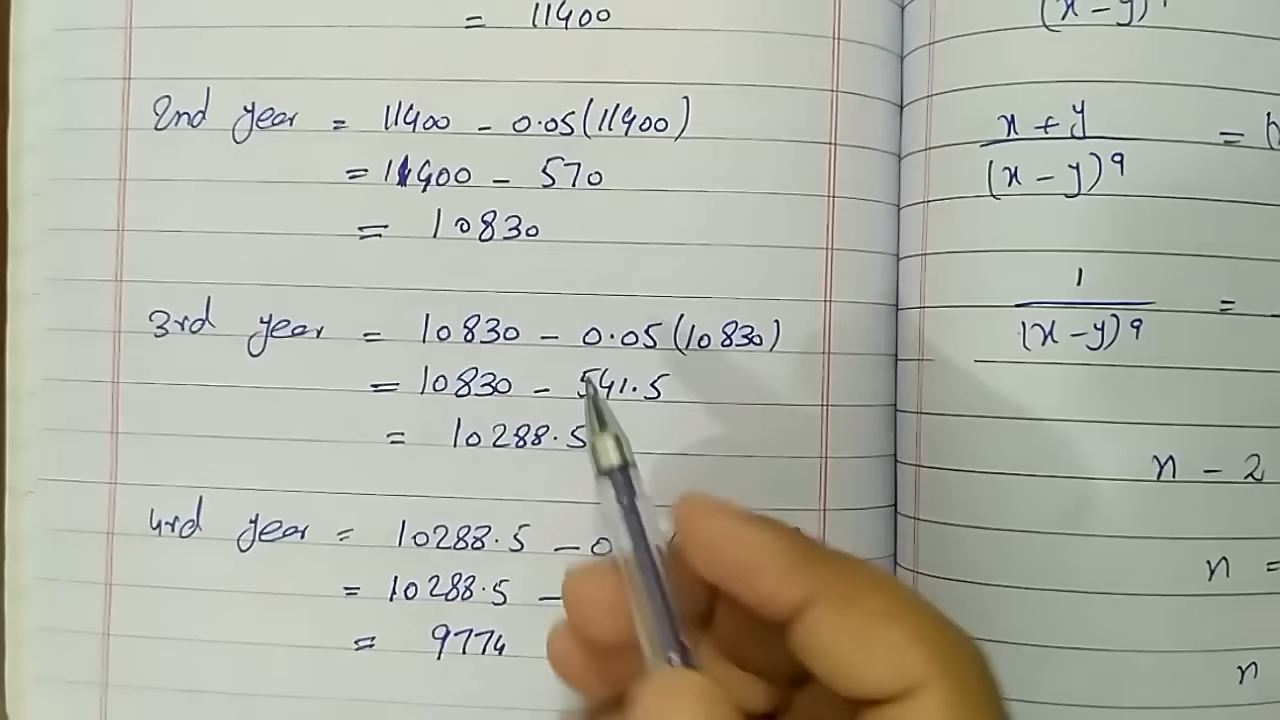 = 11400
2nd year = 11400 - 0.05(11400)
= 11400 - 570
= 10830
3rd year = 10830 - 0.05(10830)
= 10830 - 541.5
= 10288.5
4rd year = 10288.5 - 0
= 10288.5 -
= 9774
(x - y)
x + y
=
(x - y)9
1
=
(x - y)9
n - 2
n =
n